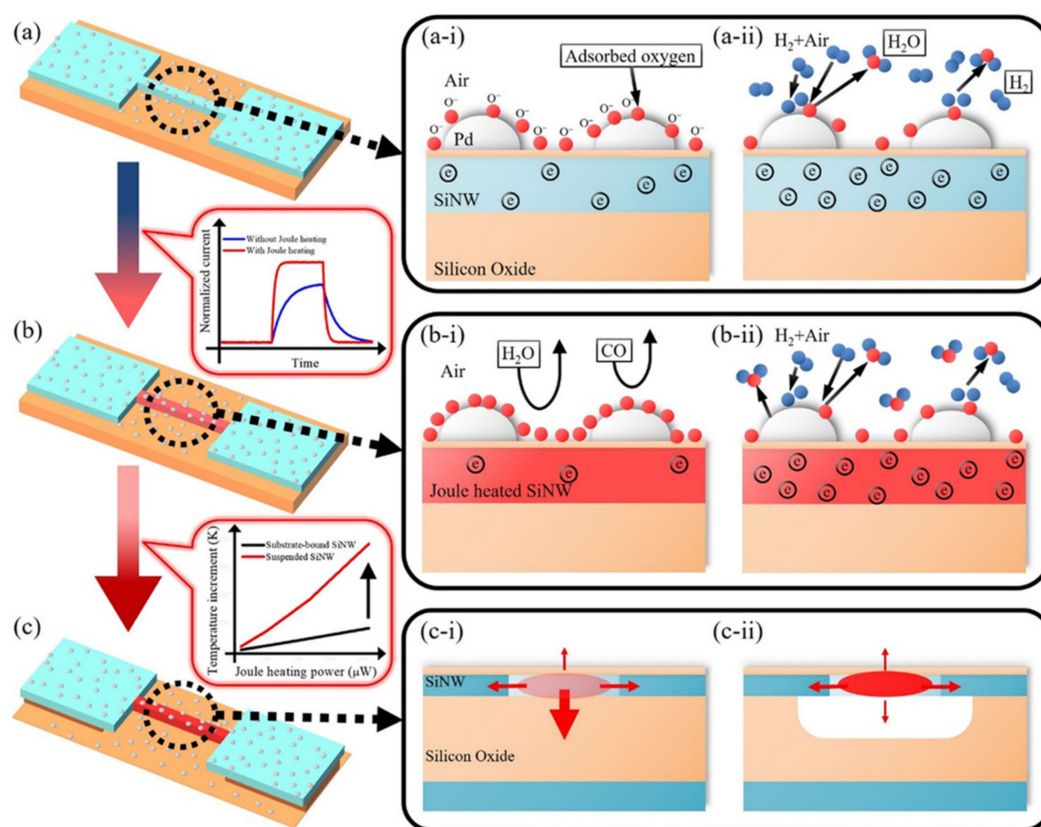 (a)
(a-i)
Adsorbed oxygen
Air
O⁻ O⁻ O⁻ O⁻ O⁻ O⁻ O⁻ O⁻ O⁻ O⁻
Pd
e e e e e e
SiNW
Silicon Oxide
(a-ii)
H₂+Air
H₂O
H₂
e e e e e e e e e e e e
Normalized current
Without Joule heating
With Joule heating
Time
(b)
(b-i)
H₂O
CO
Air
e e e
Joule heated SiNW
(b-ii)
H₂+Air
e e e e e e e e e e e e
Temperature increment (K)
Substrate-bound SiNW
Suspended SiNW
Joule heating power (μW)
(c)
(c-i)
SiNW
Silicon Oxide
(c-ii)